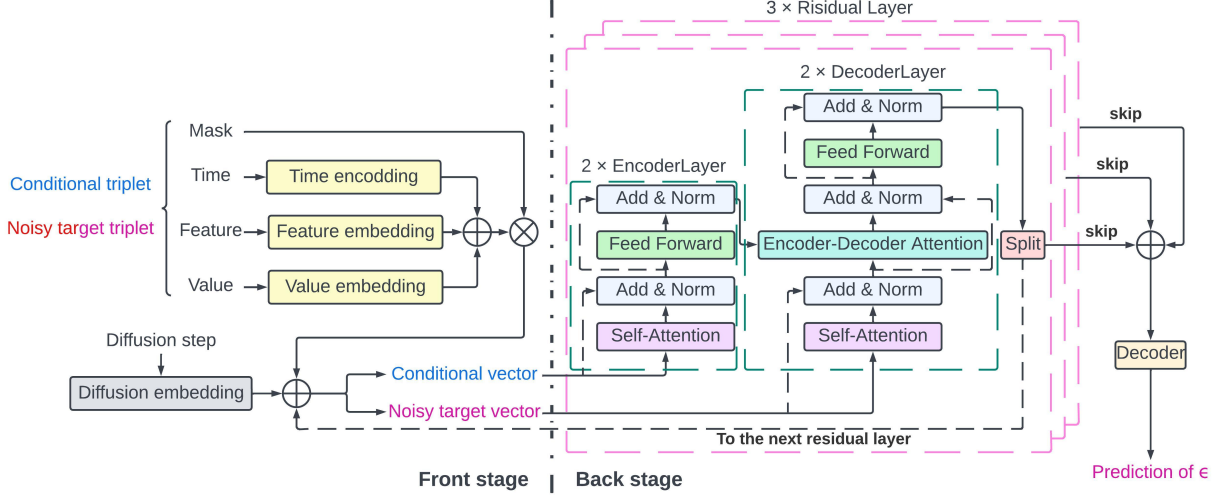 3 × Risidual Layer
2 × DecoderLayer
Add & Norm
skip
Mask
Feed Forward
2 × EncoderLayer
skip
Time
Time encodding
Conditional triplet
Add & Norm
Add & Norm
Noisy target triplet
Feature
Feature embedding
Feed Forward
Encoder-Decoder Attention
Split
skip
Value
Value embedding
Add & Norm
Add & Norm
Diffusion step
Self-Attention
Self-Attention
Decoder
Diffusion embedding
Conditional vector
Noisy target vector
To the next residual layer
Front stage
Back stage
Prediction of ϵ